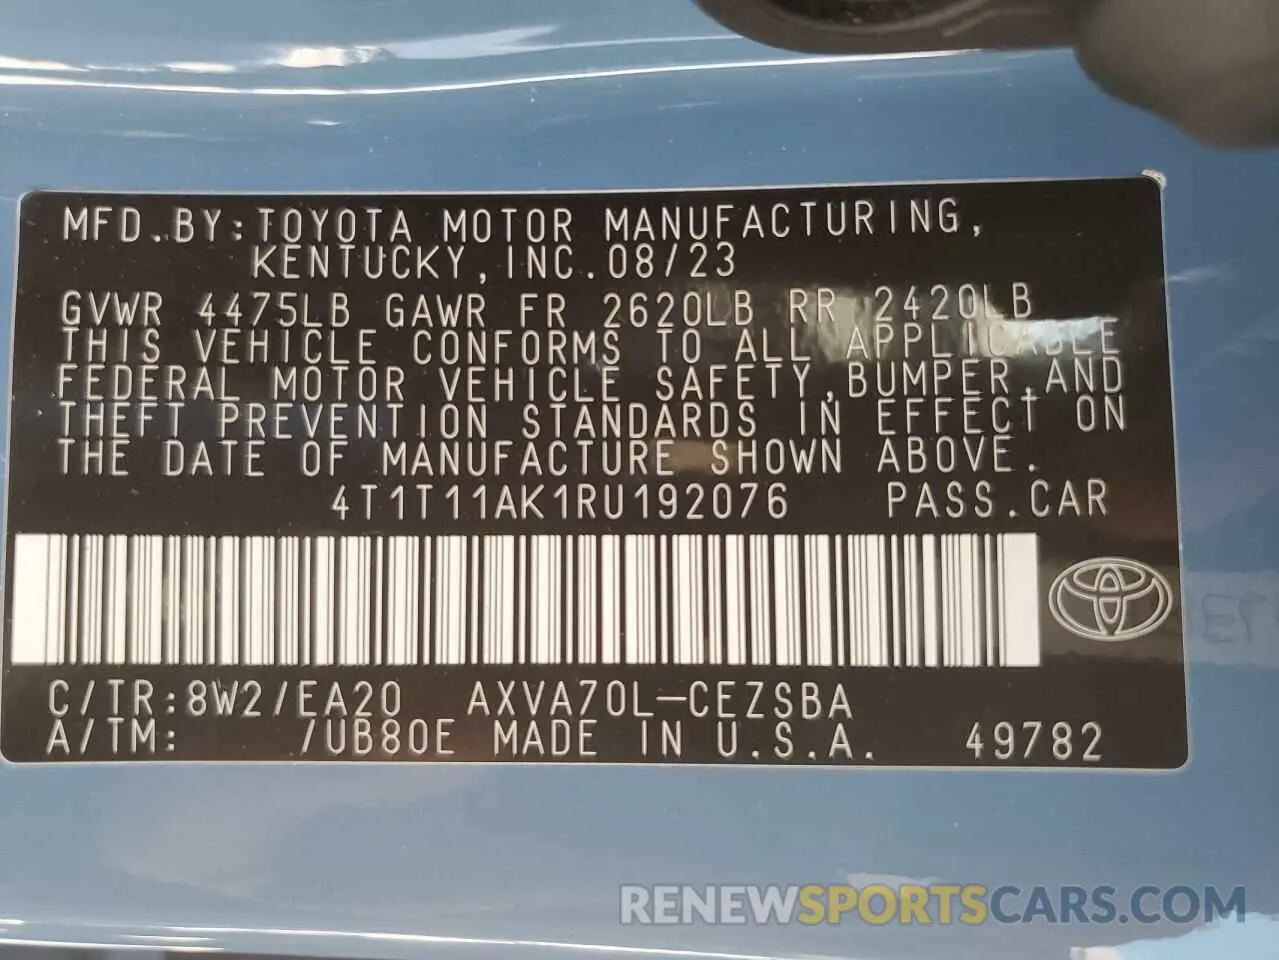 MFD.BY:TOYOTA MOTOR MANUFACTURING,
KENTUCKY,INC.08/23
GVWR 4475LB GAWR FR 2620LB RR 2420LB
THIS VEHICLE CONFORMS TO ALL APPLICABLE
FEDERAL MOTOR VEHICLE SAFETY,BUMPER,AND
THEFT PREVENTION STANDARDS IN EFFECT ON
THE DATE OF MANUFACTURE SHOWN ABOVE.
4T1T11AK1RU192076 PASS.CAR
C/TR:8W2/EA20 AXVA70L-CEZSBA
A/TM: /UB80E MADE IN U.S.A. 49782
RENEWSPORTSCARS.COM